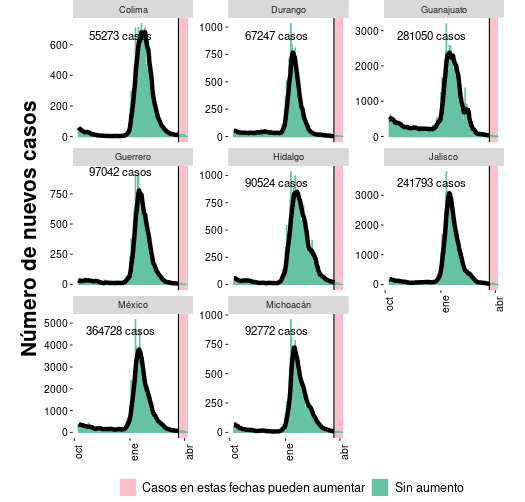 Colima
Durango
Guanajuato
55273 casos
67247 casos
281050 casos
600
400
200
0
1000
750
500
250
0
3000
2000
1000
0
Guerrero
Hidalgo
Jalisco
97042 casos
90524 casos
241793 casos
750
500
250
0
1000
750
500
250
0
3000
2000
1000
0
México
Michoacán
364728 casos
92772 casos
5000
4000
3000
2000
1000
0
1000
750
500
250
0
oct
ene
abr
oct
ene
abr
oct
ene
abr
Número de nuevos casos
Casos en estas fechas pueden aumentar
Sin aumento